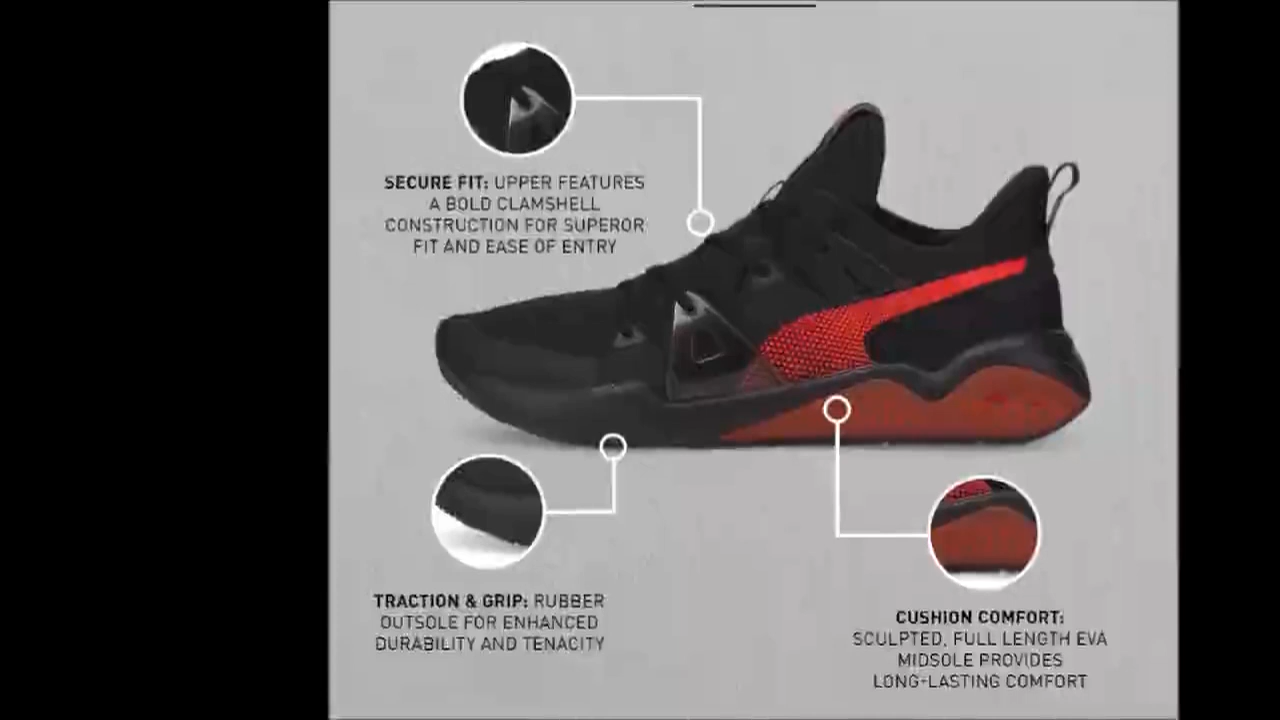 SECURE FIT: UPPER FEATURES
A BOLD CLAMSHELL
CONSTRUCTION FOR SUPEROR
FIT AND EASE OF ENTRY
TRACTION & GRIP: RUBBER
OUTSOLE FOR ENHANCED
DURABILITY AND TENACITY
CUSHION COMFORT:
SCULPTED, FULL LENGTH EVA
MIDSOLE PROVIDES
LONG-LASTING COMFORT